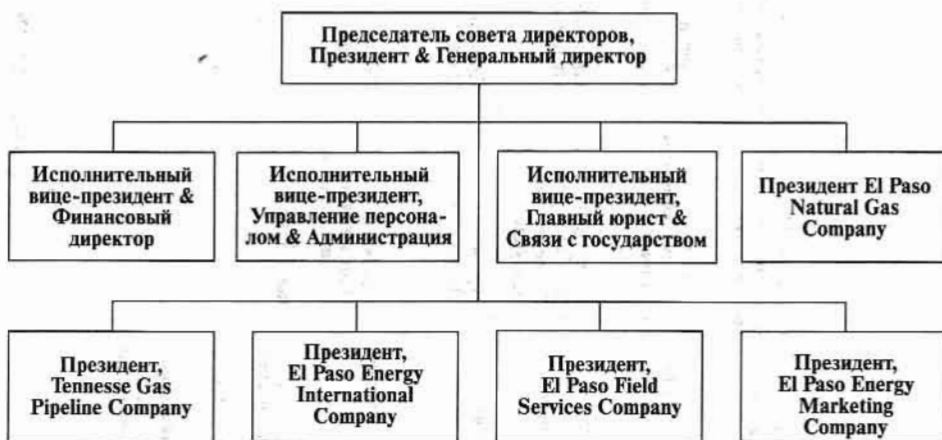 Председатель совета директоров,
Президент & Генеральный директор
Исполнительный
вице-президент &
Финансовый
директор
Исполнительный
вице-президент,
Управление персона-
лом & Администрация
Исполнительный
вице-президент,
Главный юрист &
Связи с государством
Президент El Paso
Natural Gas
Company
Президент,
Tennesse Gas
Pipeline Company
Президент,
El Paso Energy
International
Company
Президент,
El Paso Field
Services Company
Президент,
El Paso Energy
Marketing
Company